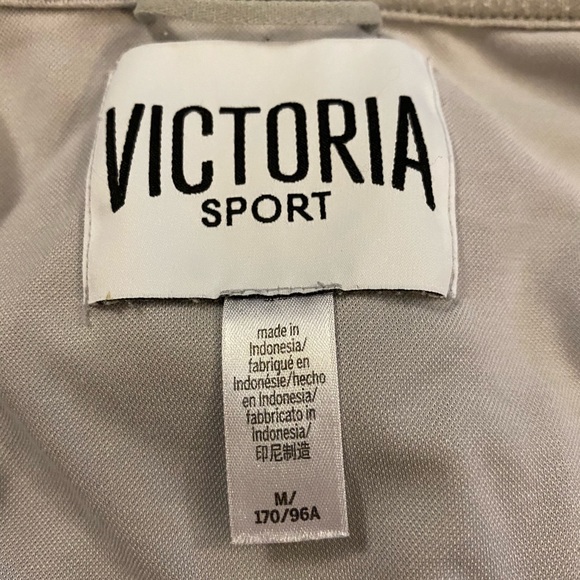 VICTORIA
SPORT
made in
Indonesia/
fabriqué en
Indonésie/hecho
en Indonesia/
fabbricato in
Indonesia/
印尼制造
M/
170/96A